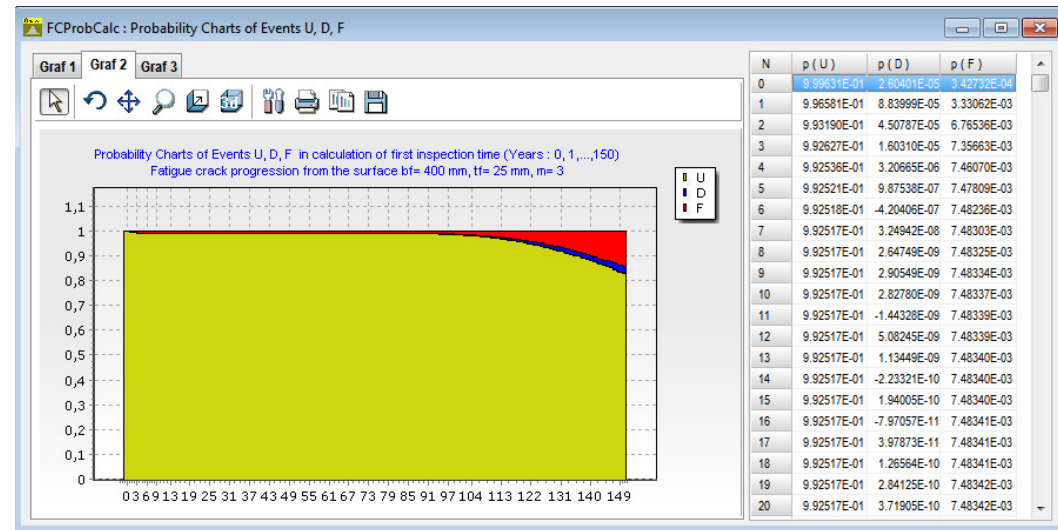 FCProbCalc : Probability Charts of Events U, D, F
Graf 1 Graf 2 Graf 3
Probability Charts of Events U, D, F in calculation of first inspection time (Years : 0, 1,...,150)
Fatigue crack progression from the surface bf= 400 mm, tf= 25 mm, m= 3
U
D
F
1,1
1
0,9
0,8
0,7
0,6
0,5
0,4
0,3
0,2
0,1
0
0 3 6 9 13 19 25 31 37 43 49 55 61 67 73 79 85 91 97 104 113 122 131 140 149
N p ( U ) p ( D ) p ( F )
0 9.99631E-01 2.60401E-05 3.42732E-04
1 9.96581E-01 8.83999E-05 3.33062E-03
2 9.93190E-01 4.50787E-05 6.76536E-03
3 9.92627E-01 1.60310E-05 7.35663E-03
4 9.92536E-01 3.20665E-06 7.46070E-03
5 9.92521E-01 9.87538E-07 7.47809E-03
6 9.92518E-01 -4.20406E-07 7.48236E-03
7 9.92517E-01 3.24942E-08 7.48303E-03
8 9.92517E-01 2.64749E-09 7.48325E-03
9 9.92517E-01 2.90549E-09 7.48334E-03
10 9.92517E-01 2.82780E-09 7.48337E-03
11 9.92517E-01 -1.44328E-09 7.48339E-03
12 9.92517E-01 5.08245E-09 7.48339E-03
13 9.92517E-01 1.13449E-09 7.48340E-03
14 9.92517E-01 -2.23321E-10 7.48340E-03
15 9.92517E-01 1.94005E-10 7.48340E-03
16 9.92517E-01 -7.97057E-11 7.48341E-03
17 9.92517E-01 3.97873E-11 7.48341E-03
18 9.92517E-01 1.26564E-10 7.48341E-03
19 9.92517E-01 2.84125E-10 7.48342E-03
20 9.92517E-01 3.71905E-10 7.48342E-03